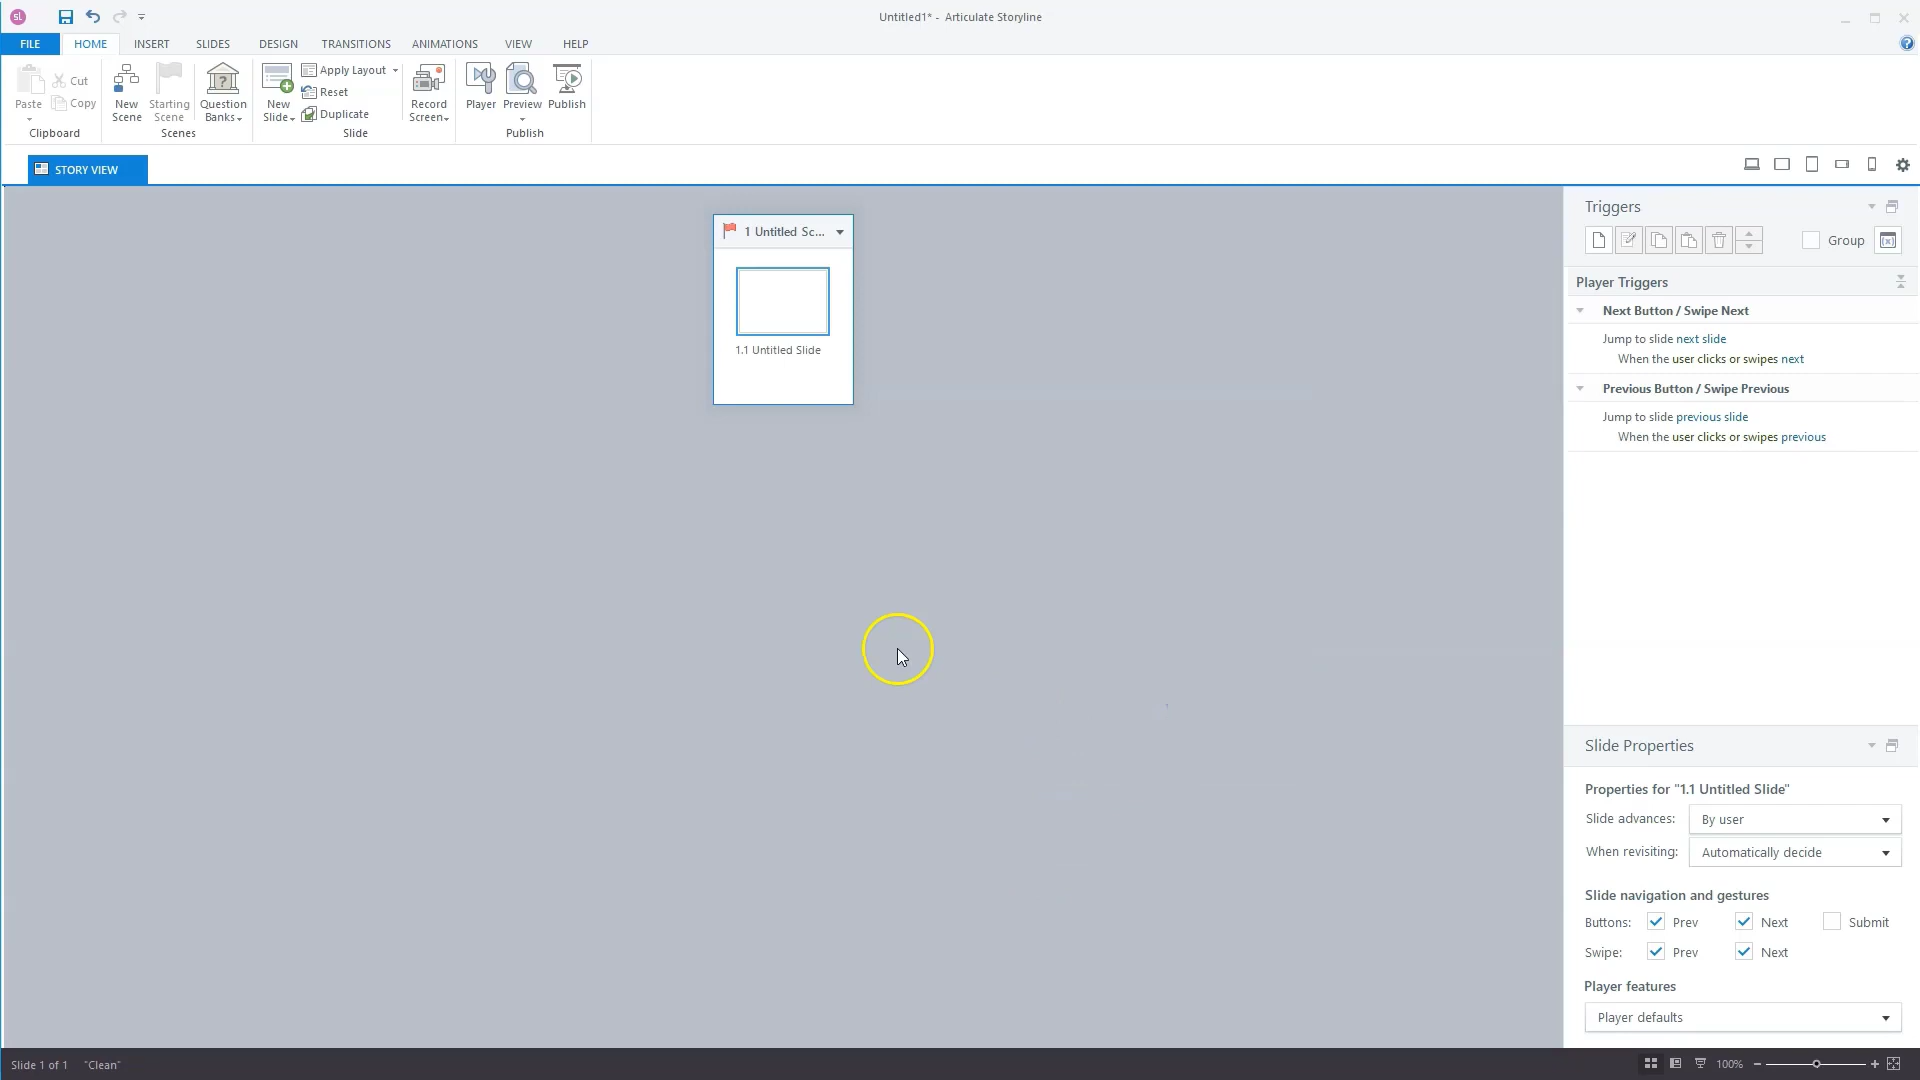 sl
Untitled1* - Articulate Storyline
FILE HOME INSERT SLIDES DESIGN TRANSITIONS ANIMATIONS VIEW HELP
Paste
Cut
Copy
Clipboard
New Scene
Starting Scene
Question Banks
Scenes
New Slide
Apply Layout
Reset
Duplicate
Slide
Record Screen
Player
Preview
Publish
Publish
STORY VIEW
1 Untitled Sc...
1.1 Untitled Slide
Triggers
Group
Player Triggers
Next Button / Swipe Next
Jump to slide next slide
When the user clicks or swipes next
Previous Button / Swipe Previous
Jump to slide previous slide
When the user clicks or swipes previous
Slide Properties
Properties for "1.1 Untitled Slide"
Slide advances: By user
When revisiting: Automatically decide
Slide navigation and gestures
Buttons: Prev Next Submit
Swipe: Prev Next
Player features
Player defaults
Slide 1 of 1 "Clean" 100%